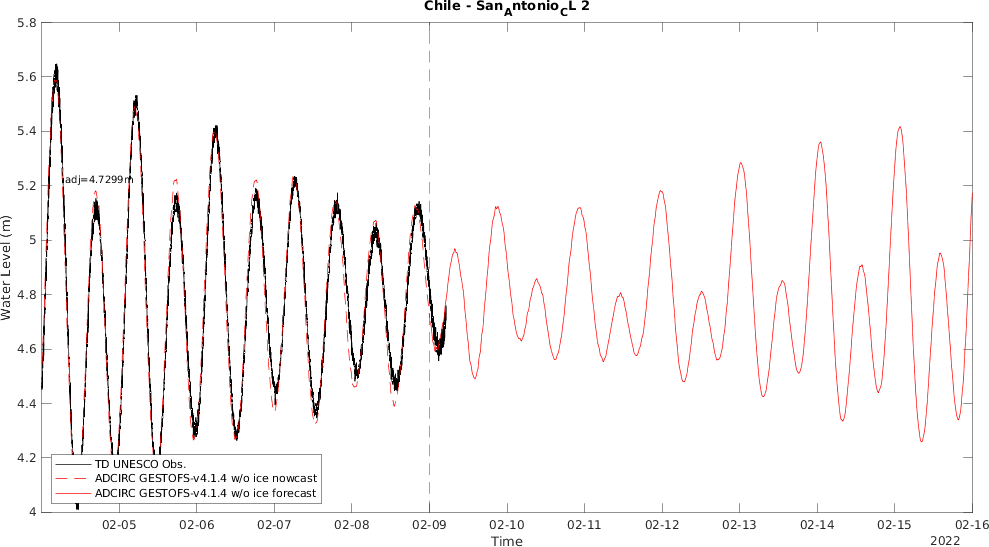 Chile - SanAntonioCL 2
5.8
5.6
5.4
5.2
5
4.8
4.6
4.4
4.2
4
Water Level (m)
adj=4.7299m
TD UNESCO Obs.
ADCIRC GESTOFS-v4.1.4 w/o ice nowcast
ADCIRC GESTOFS-v4.1.4 w/o ice forecast
02-05 02-06 02-07 02-08 02-09 02-10 02-11 02-12 02-13 02-14 02-15 02-16
Time
2022